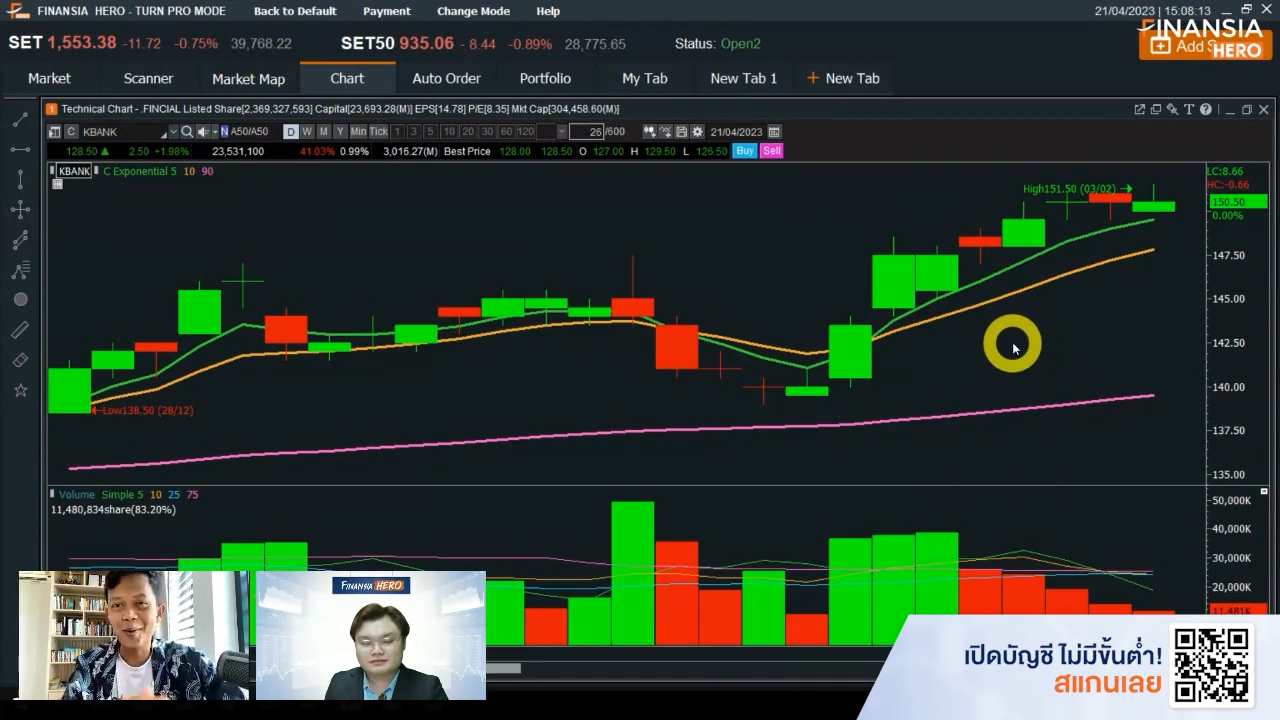 FINANSIA HERO - TURN PRO MODE Back to Default Payment Change Mode Help 21/04/2023 | 15:08:13
SET 1,553.38 -11.72 -0.75% 39,768.22 SET50 935.06 - 8.44 -0.89% 28,775.65 Status: Open2
FINANSIA
HERO
Market Scanner Market Map Chart Auto Order Portfolio My Tab New Tab 1 + New Tab
1 Technical Chart - .FINCIAL Listed Share[2,369,327,593] Capital[23,693.28(M)] EPS[14.78] P/E[8.35] Mkt Cap[304,458.60(M)]
C KBANK N A50/A50 D W M Y Min Tick 1 3 5 10 20 30 60 120 26 /600 21/04/2023
128.50 ▲ 2.50 +1.98% 23,531,100 41.03% 0.99% 3,016.27(M) Best Price 128.00 128.50 O 127.00 H 129.50 L 126.50 Buy Sell
KBANK C Exponential 5 10 90
LC:8.66
HC:-0.66
High151.50 (03/02)
150.50
0.00%
147.50
145.00
142.50
140.00
Low138.50 (28/12)
137.50
135.00
Volume Simple 5 10 25 75
11,480,834share(83.20%)
50,000K
40,000K
30,000K
20,000K
11,481K
FINANSIA HERO
เปิดบัญชี ไม่มีขั้นต่ำ!
สแกนเลย